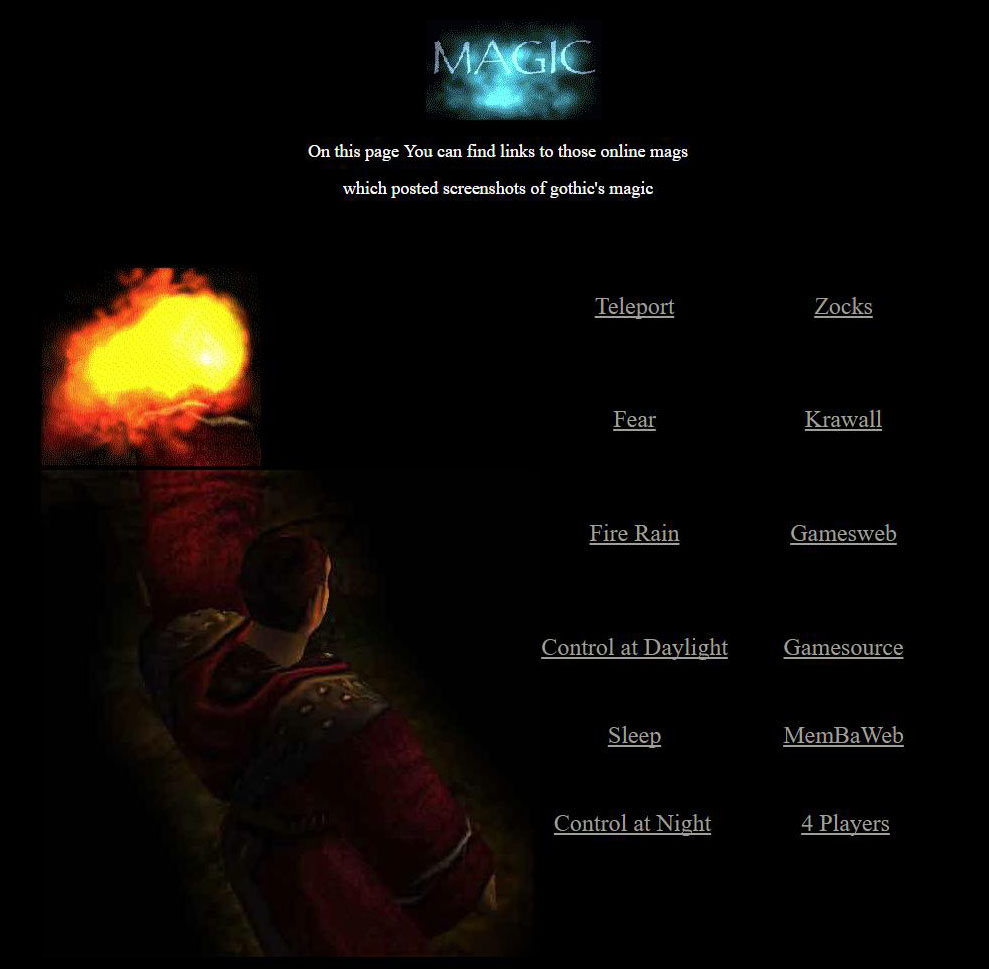 MAGIC
On this page You can find links to those online mags
which posted screenshots of gothic's magic
Teleport Zocks
Fear Krawall
Fire Rain Gamesweb
Control at Daylight Gamesource
Sleep MemBaWeb
Control at Night 4 Players